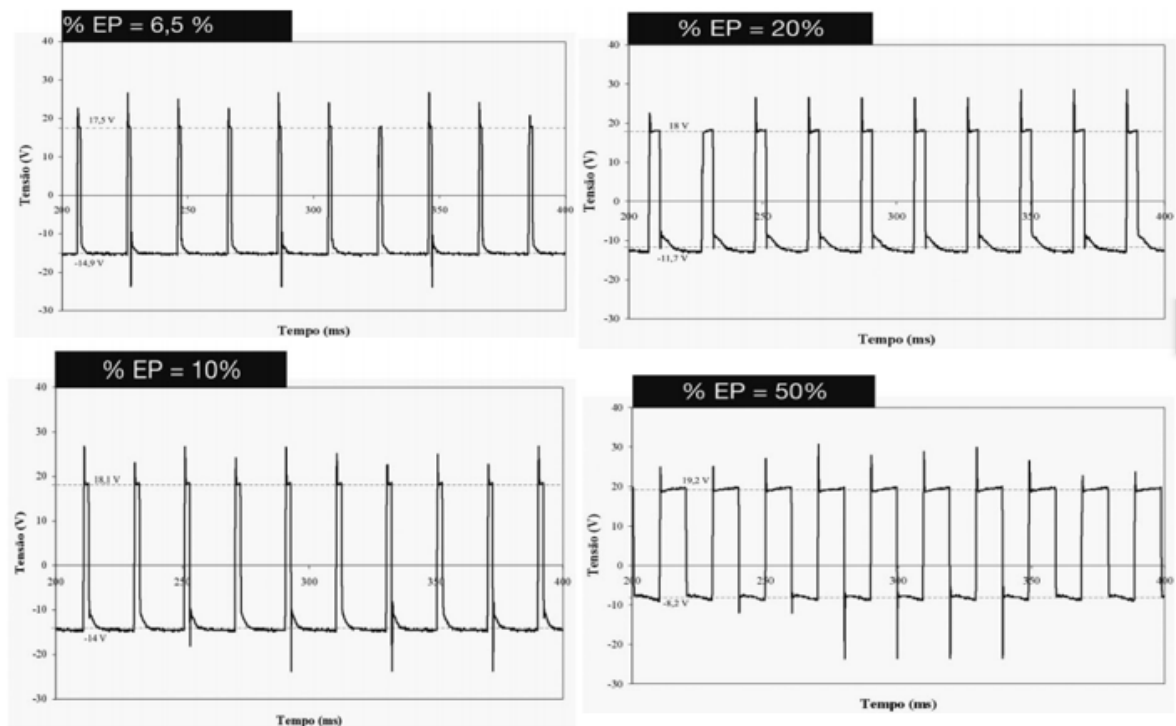 % EP = 6,5 %
40
30
20
10
0
-10
-20
-30
17,5 V
-14,9 V
200
250
300
350
400
Tensão (V)
Tempo (ms)
% EP = 20%
40
30
20
10
0
-10
-20
-30
18 V
-11,7 V
200
250
300
350
400
Tensão (V)
Tempo (ms)
% EP = 10%
40
30
20
10
0
-10
-20
-30
18,1 V
-14 V
200
250
300
350
400
Tensão (V)
Tempo (ms)
% EP = 50%
40
30
20
10
0
-10
-20
-30
19,2 V
-8,2 V
200
250
300
350
400
Tensão (V)
Tempo (ms)